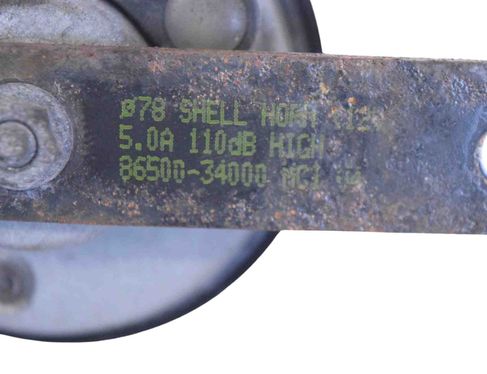 ø78 SHELL HORN
5.0A 110dB HIGH
86500-34000